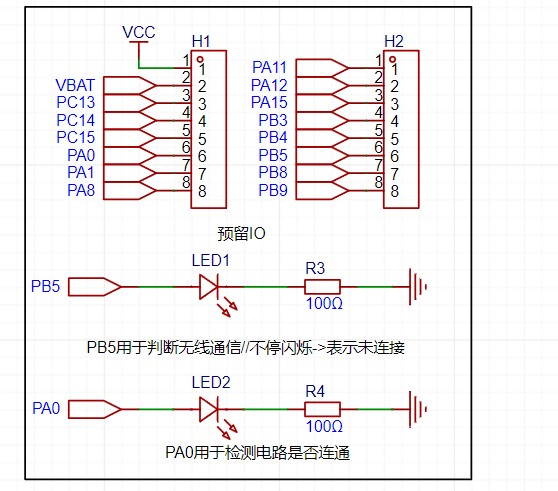 VCC
H1
1 1
VBAT 2 2
PC13 3 3
PC14 4 4
PC15 5 5
PA0 6 6
PA1 7 7
PA8 8 8
H2
PA11 1 1
PA12 2 2
PA15 3 3
PB3 4 4
PB4 5 5
PB5 6 6
PB8 7 7
PB9 8 8
预留IO
PB5 LED1 R3
100Ω
PB5用于判断无线通信//不停闪烁->表示未连接
PA0 LED2 R4
100Ω
PA0用于检测电路是否连通